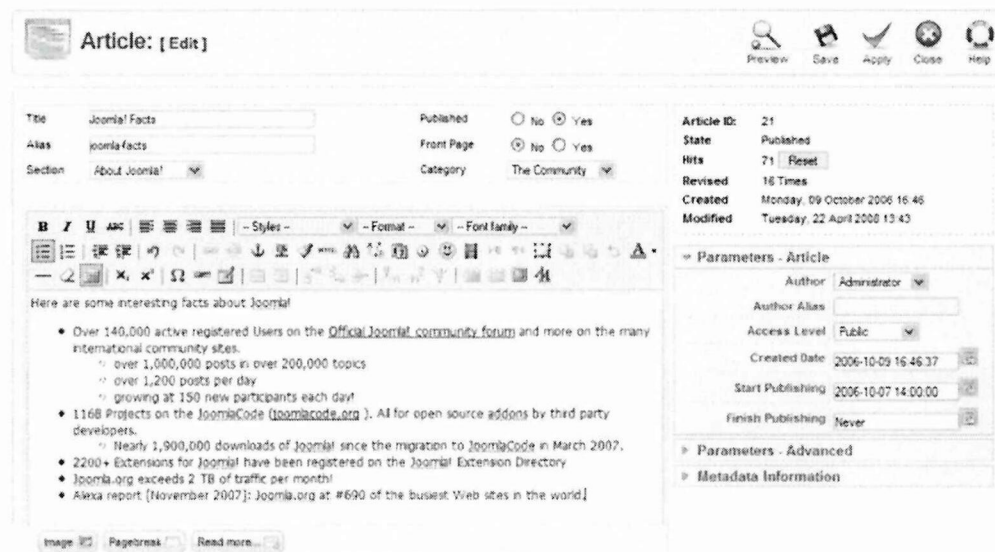 Article: [ Edit ]
Preview Save Apply Close Help
Title Joomla! Facts
Alias joomla-facts
Section About Joomla!
Published No Yes
Front Page No Yes
Category The Community
B I U ABC -- Styles -- -- Format -- -- Font family --
HTML A
X₂ X² Ω
Here are some interesting facts about Joomla!
Over 140,000 active registered Users on the Official Joomla! community forum and more on the many
international community sites.
over 1,000,000 posts in over 200,000 topics
over 1,200 posts per day
growing at 150 new participants each day!
1168 Projects on the JoomlaCode (joomlacode.org ). All for open source addons by third party
developers.
Nearly 1,900,000 downloads of Joomla! since the migration to JoomlaCode in March 2007.
2200+ Extensions for Joomla! have been registered on the Joomla! Extension Directory
Joomla.org exceeds 2 TB of traffic per month!
Alexa report [November 2007]: Joomla.org at #690 of the busiest Web sites in the world.
Image Pagebreak Read more...
Article ID: 21
State Published
Hits 71 Reset
Revised 16 Times
Created Monday, 09 October 2006 16:46
Modified Tuesday, 22 April 2008 13:43
Parameters - Article
Author Administrator
Author Alias
Access Level Public
Created Date 2006-10-09 16:46:37
Start Publishing 2006-10-07 14:00:00
Finish Publishing Never
Parameters - Advanced
Metadata Information